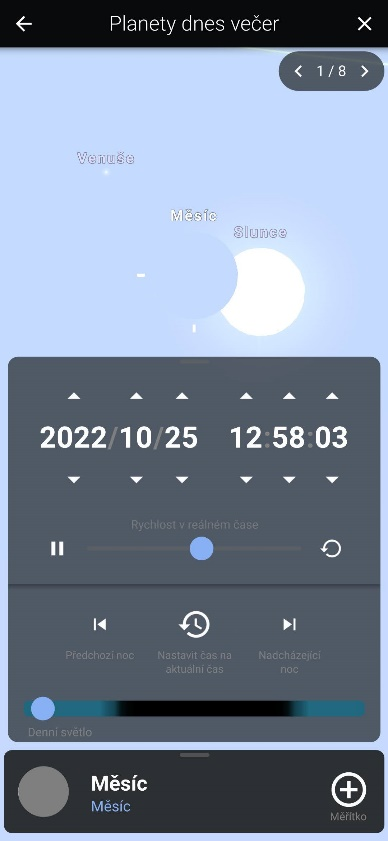 Planety dnes večer
1 / 8
Venuše
Měsíc
Slunce
2022/10/25 12:58:03
Rychlost v reálném čase
Předchozí noc
Nastavit čas na
aktuální čas
Nadcházející
noc
Denní světlo
Měsíc
Měsíc
Měřítko